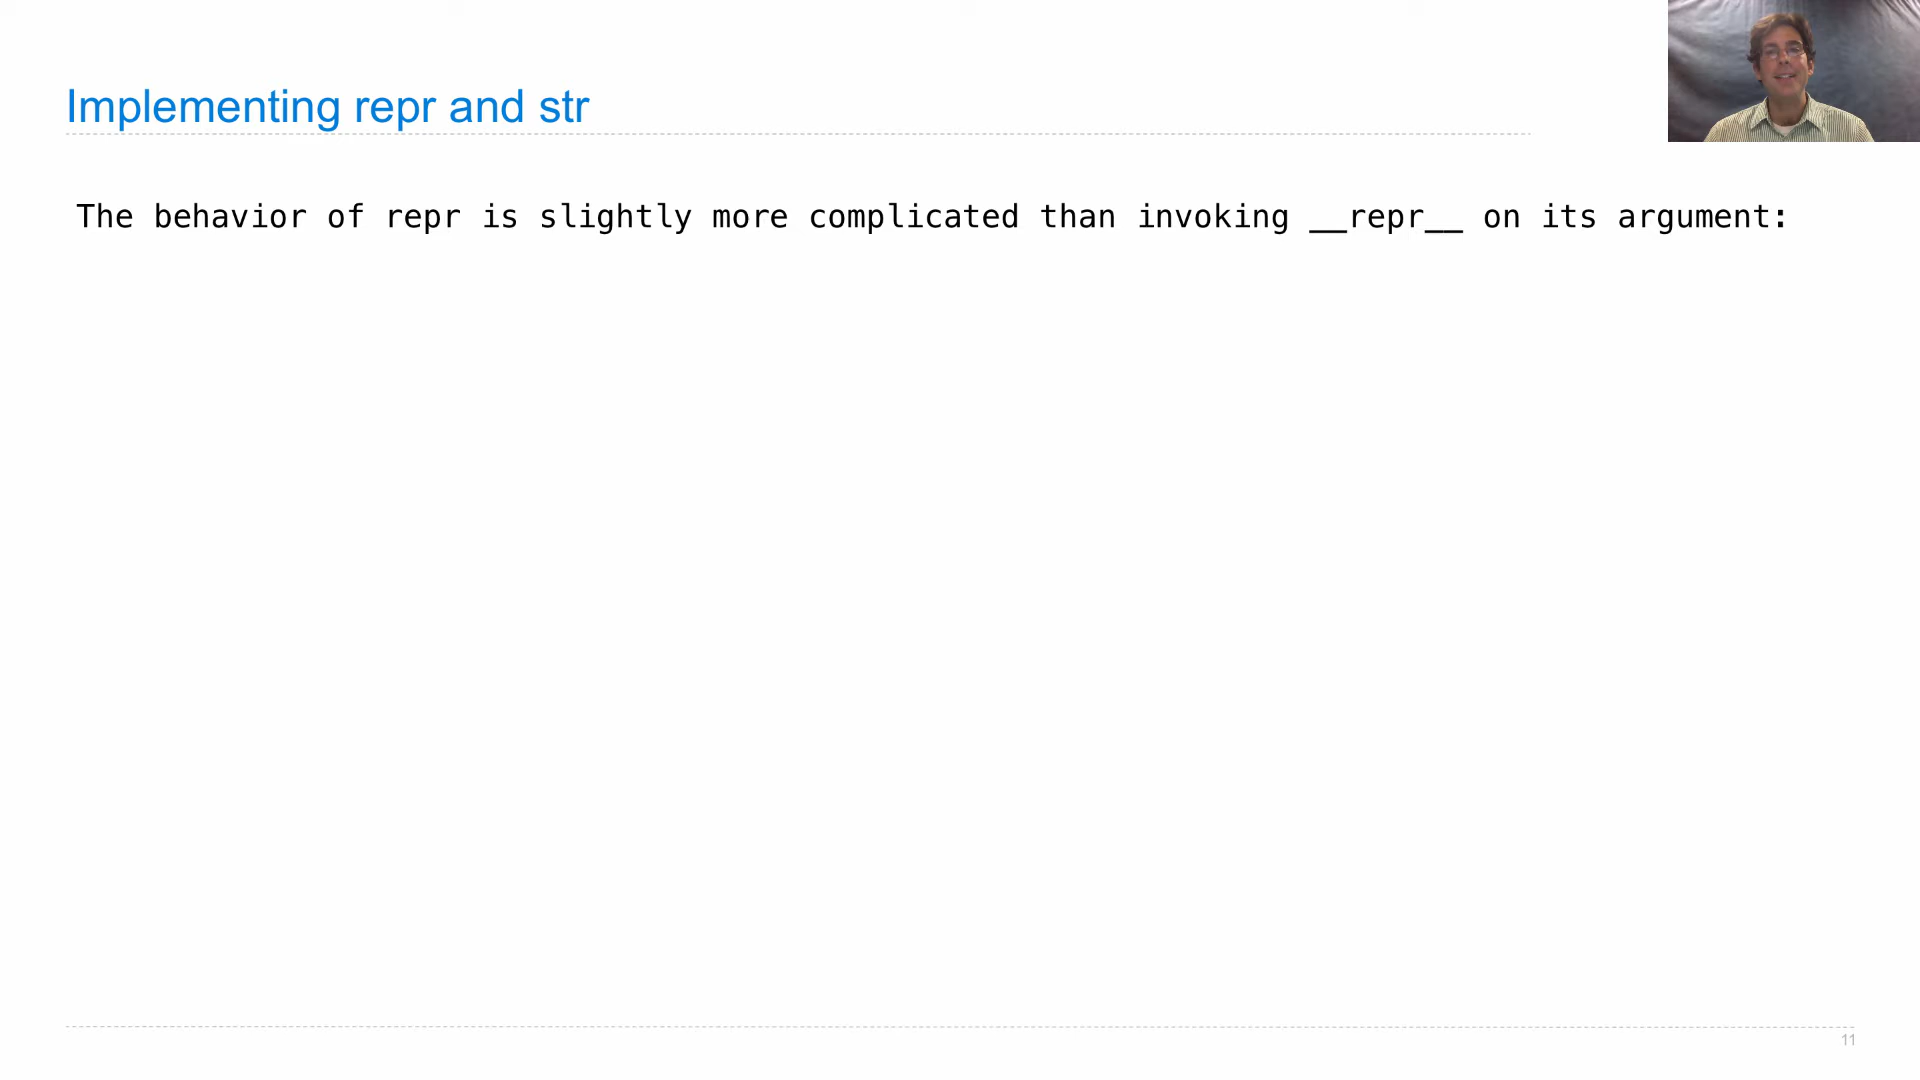 Implementing repr and str
The behavior of repr is slightly more complicated than invoking __repr__ on its argument:
11